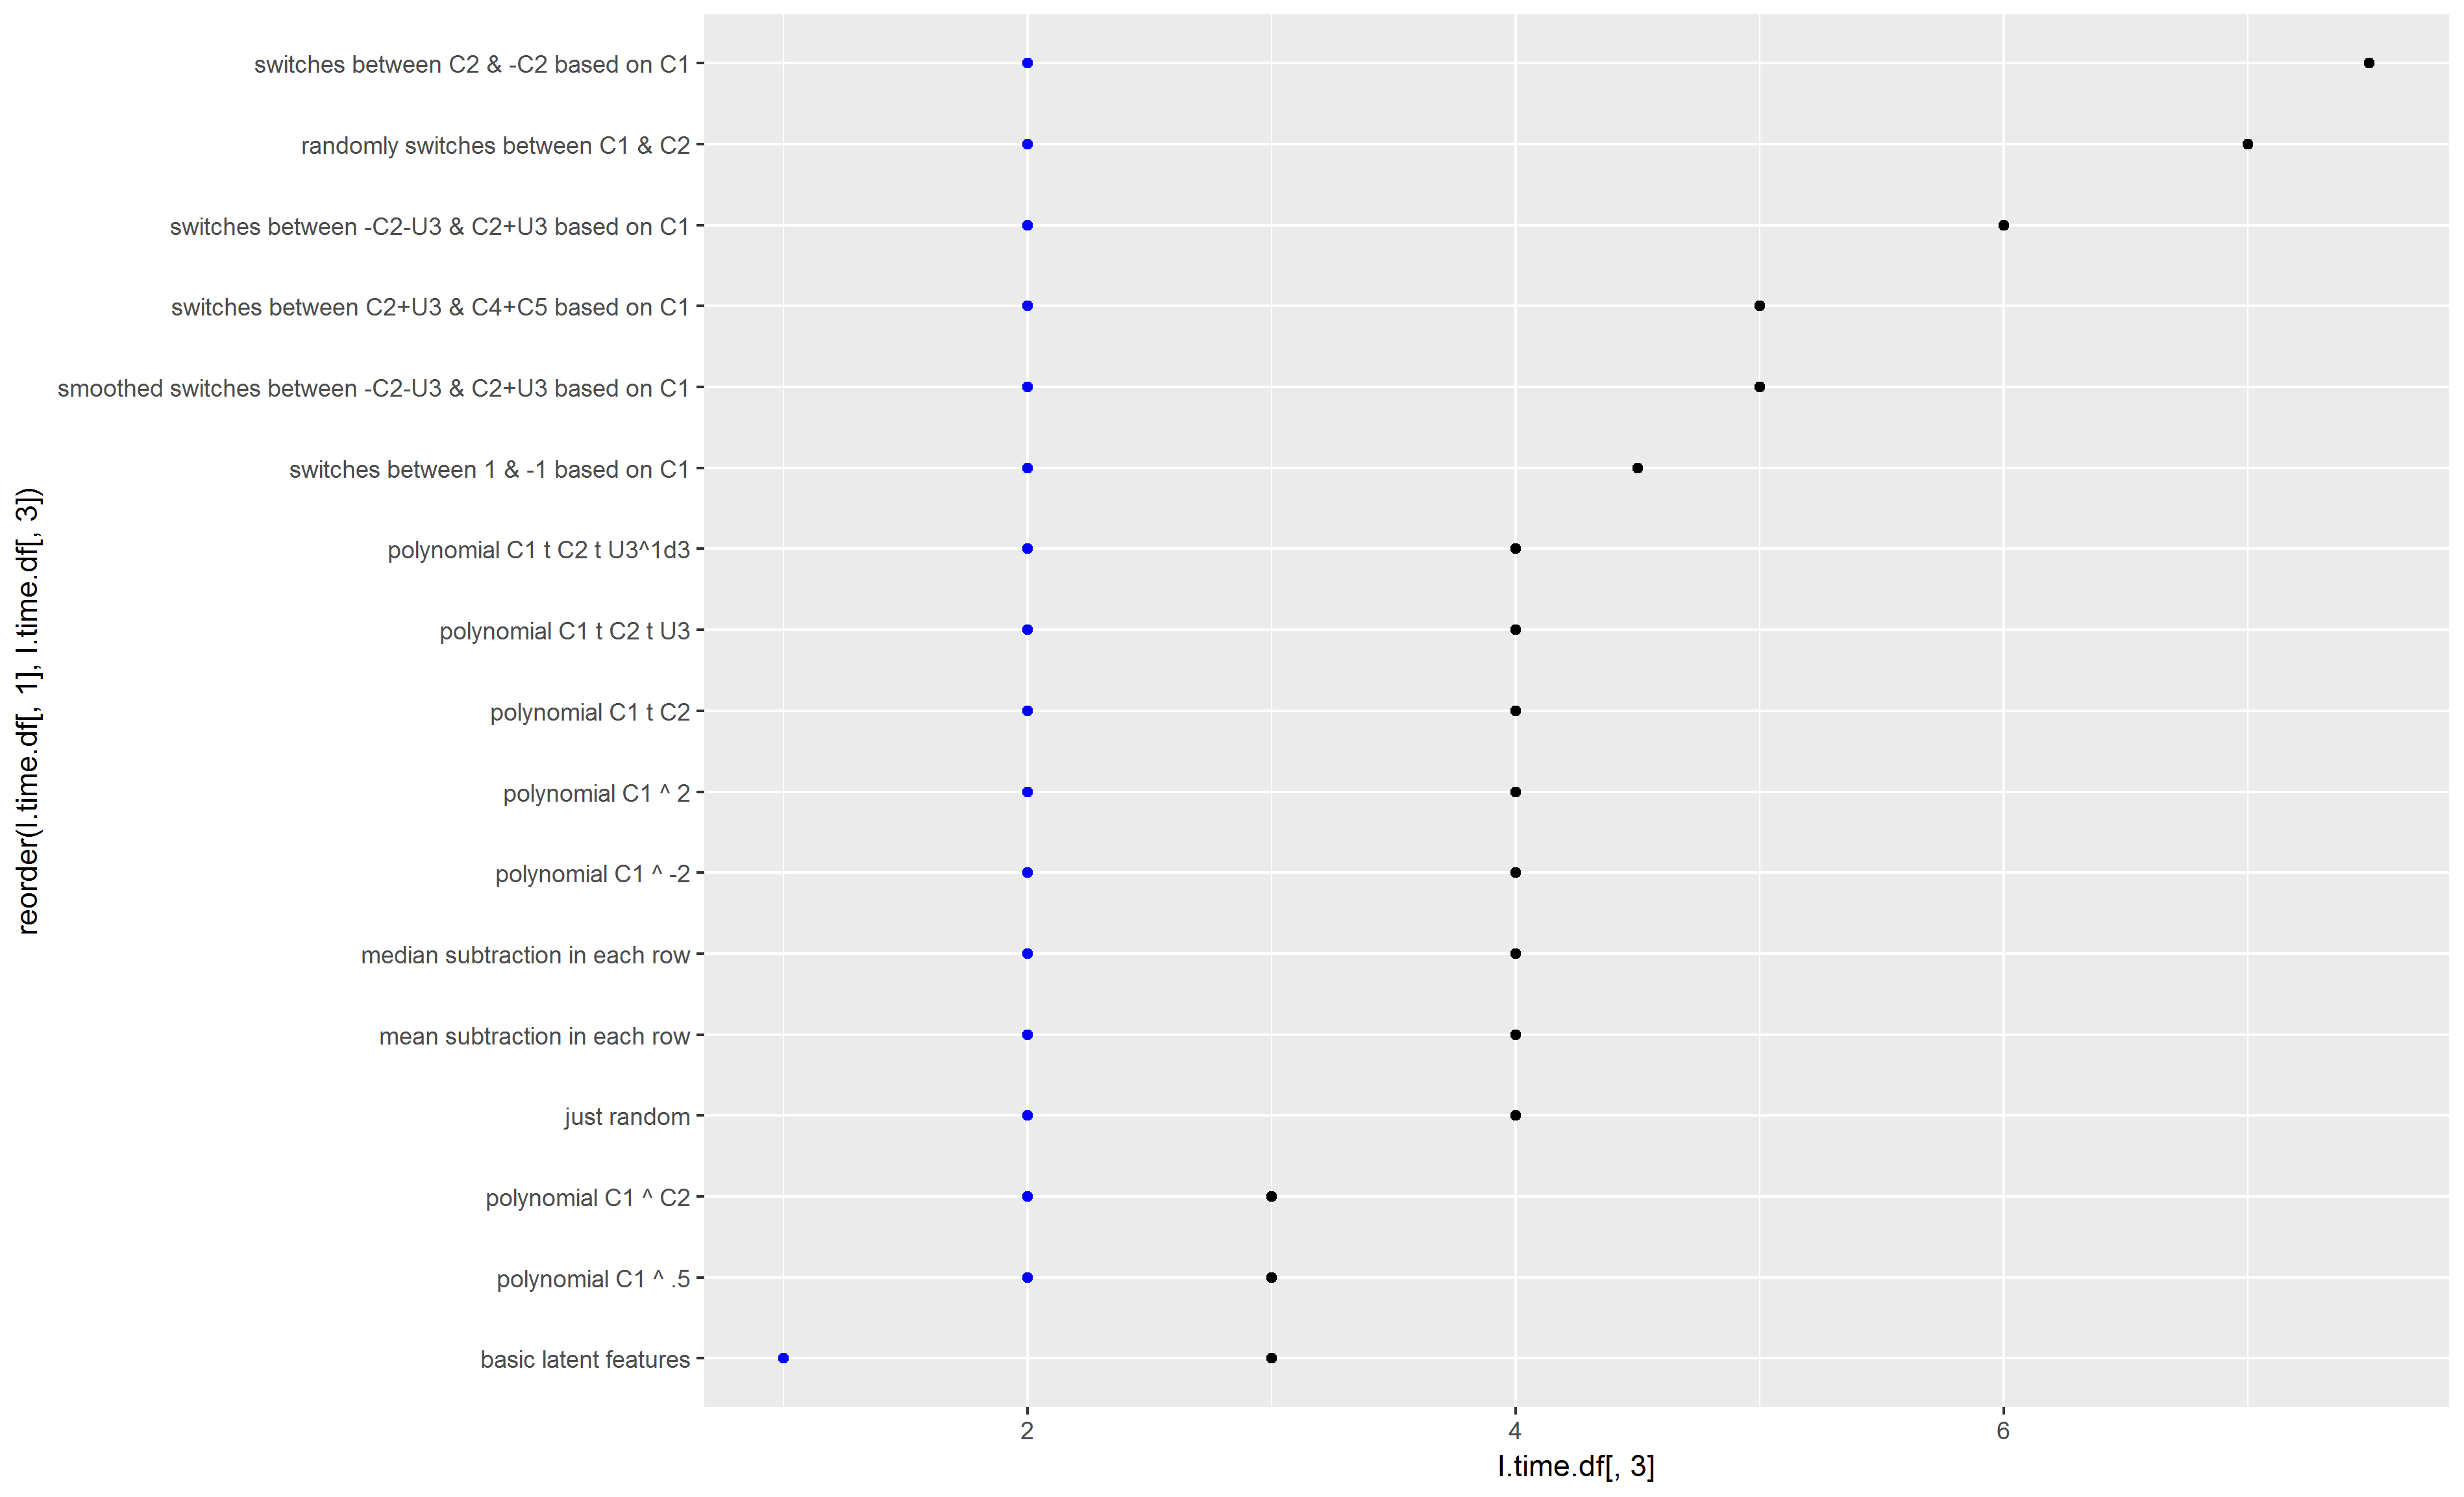 switches between C2 & -C2 based on C1
randomly switches between C1 & C2
switches between -C2-U3 & C2+U3 based on C1
switches between C2+U3 & C4+C5 based on C1
smoothed switches between -C2-U3 & C2+U3 based on C1
switches between 1 & -1 based on C1
polynomial C1 t C2 t U3^1d3
polynomial C1 t C2 t U3
polynomial C1 t C2
polynomial C1 ^ 2
polynomial C1 ^ -2
median subtraction in each row
mean subtraction in each row
just random
polynomial C1 ^ C2
polynomial C1 ^ .5
basic latent features
reorder(l.time.df[, 1], l.time.df[, 3])
2 4 6
l.time.df[, 3]